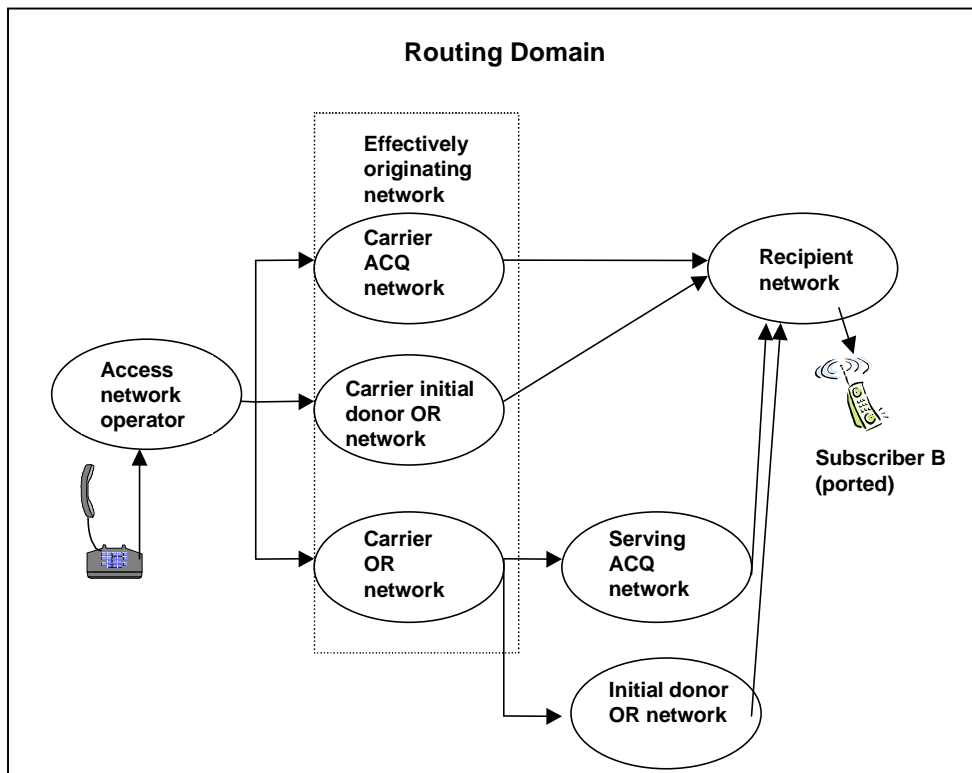 Routing Domain
Effectively
originating
network
Carrier
ACQ
network
Recipient
network
Access
network
operator
Carrier initial
donor OR
network
Subscriber B
(ported)
Carrier
OR
network
Serving
ACQ
network
Initial donor
OR network